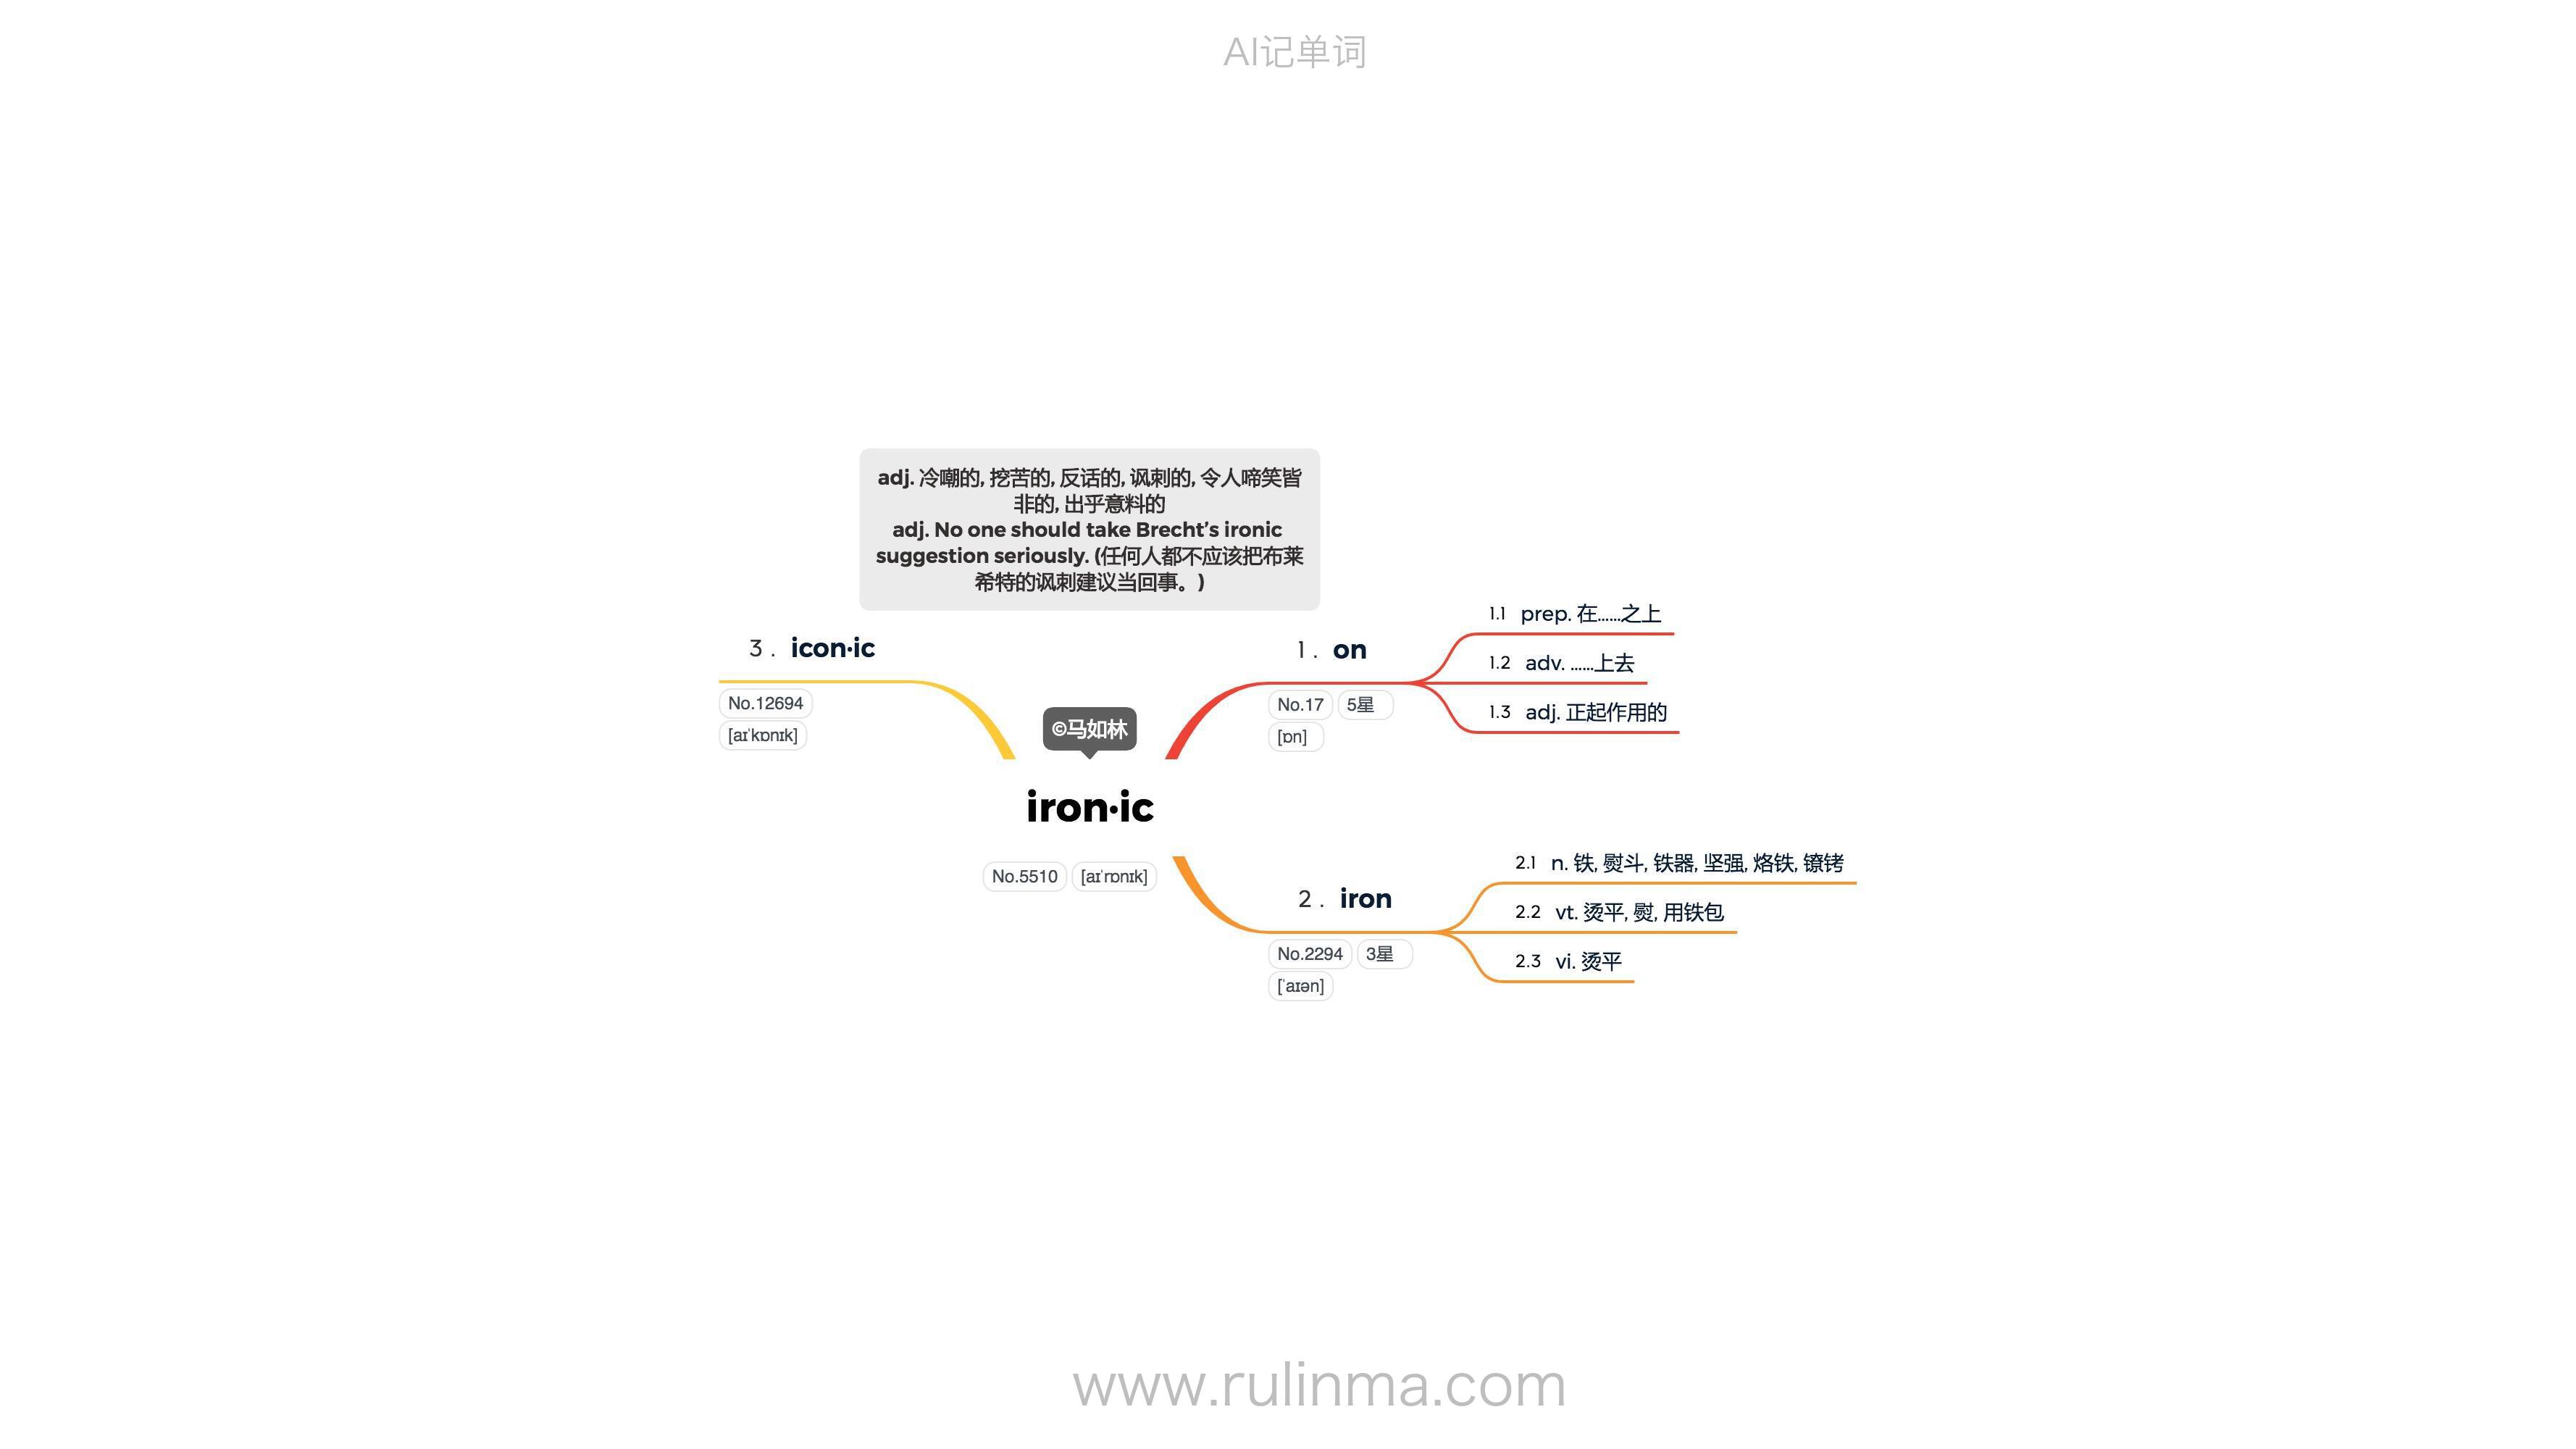 AI记单词
adj. 冷嘲的, 挖苦的, 反话的, 讽刺的, 令人啼笑皆
非的, 出乎意料的
adj. No one should take Brecht’s ironic
suggestion seriously. (任何人都不应该把布莱
希特的讽刺建议当回事。)
3 . icon·ic
No.12694
[aɪˈkɒnɪk]
©马如林
iron·ic
No.5510 [aɪˈrɒnɪk]
1 . on
No.17 5星
[ɒn]
1.1 prep. 在……之上
1.2 adv. ……上去
1.3 adj. 正起作用的
2 . iron
No.2294 3星
[ˈaɪən]
2.1 n. 铁, 熨斗, 铁器, 坚强, 烙铁, 镣铐
2.2 vt. 烫平, 熨, 用铁包
2.3 vi. 烫平
www.rulinma.com